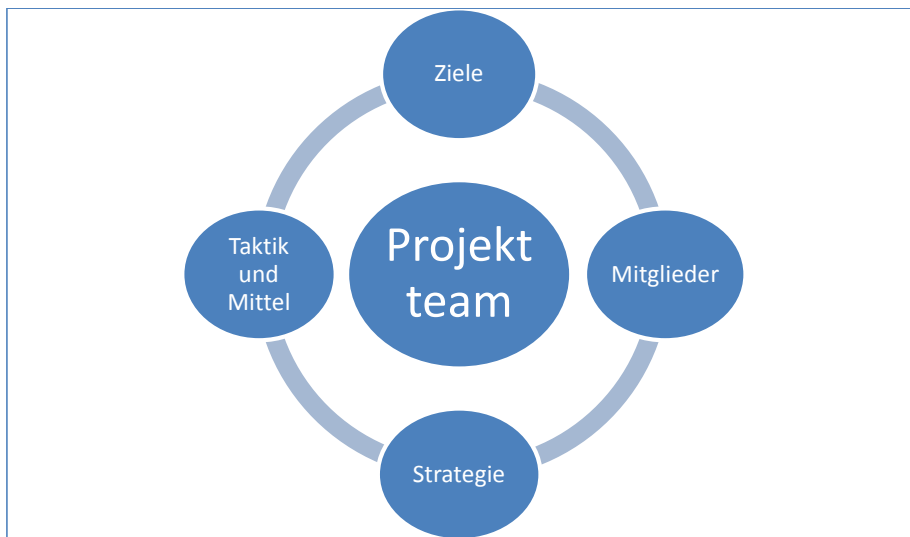 Ziele
Taktik
und
Mittel
Projekt
team
Mitglieder
Strategie